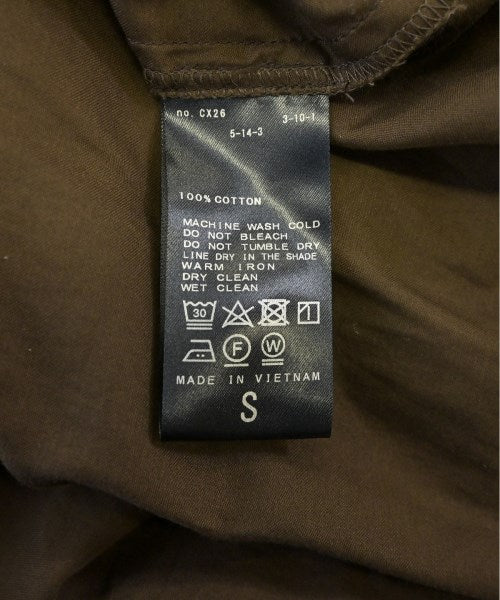 no. CX26 3-10-1
5-14-3
100% COTTON
MACHINE WASH COLD
DO NOT BLEACH
DO NOT TUMBLE DRY
LINE DRY IN THE SHADE
WARM IRON
DRY CLEAN
WET CLEAN
30
F W
MADE IN VIETNAM
S